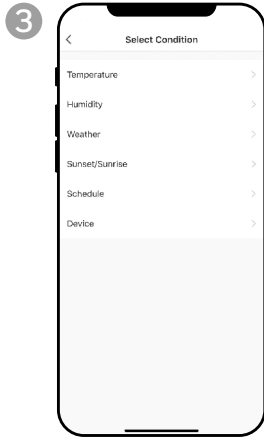 3
Select Condition
Temperature
Humidity
Weather
Sunset/Sunrise
Schedule
Device